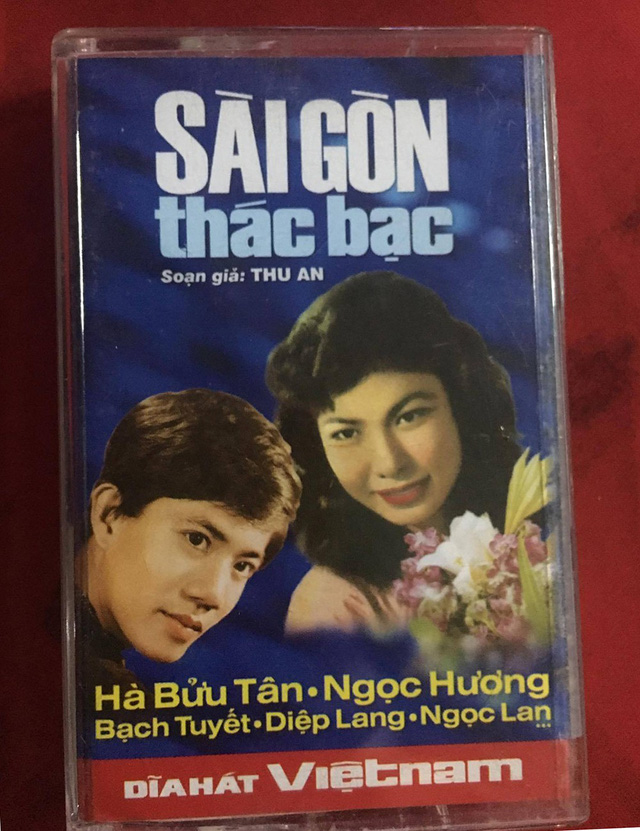 SÀI GÒN
thác bạc
Soạn giả: THU AN
Hà Bửu Tân • Ngọc Hương
Bạch Tuyết • Diệp Lang • Ngọc Lan...
DĨA HÁT Việtnam